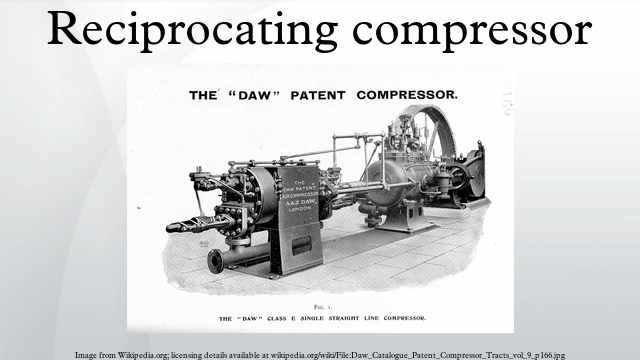 Reciprocating compressor
THE "DAW" PATENT COMPRESSOR.
THE
DAW PATENT
AIR COMPRESSOR
A & Z DAW,
LONDON.
FIG. 1.
THE "DAW" CLASS E SINGLE STRAIGHT LINE COMPRESSOR.
Image from Wikipedia.org; licensing details available at wikipedia.org/wiki/File:Daw_Catalogue_Patent_Compressor_Tracts_vol_9_p166.jpg